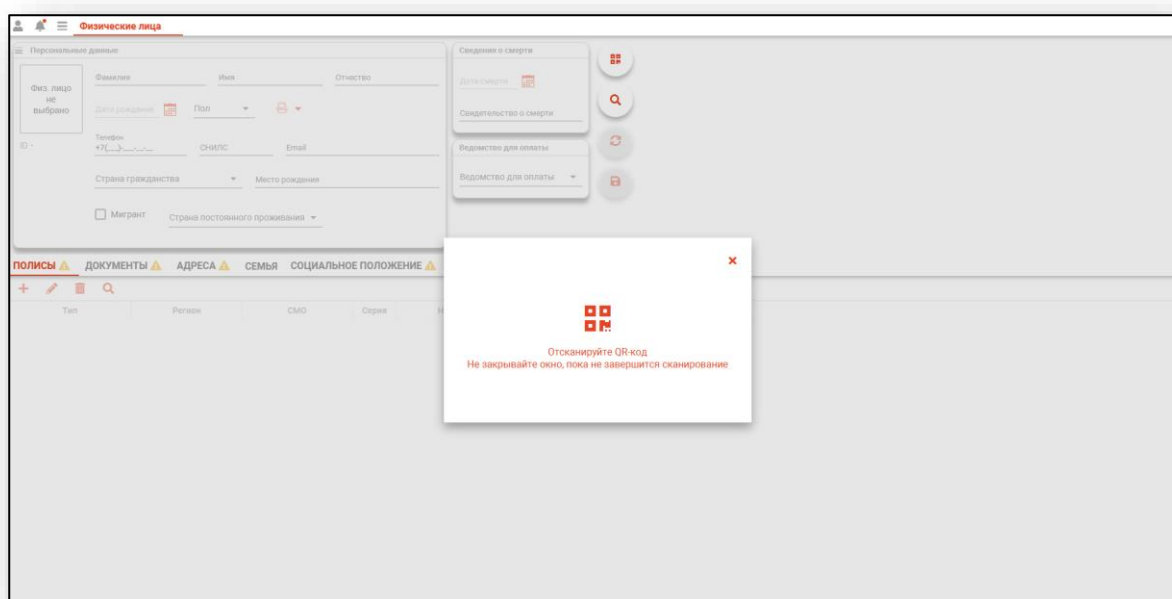 Физические лица
Персональные данные
Физ. лицо
не
выбрано
ID -
Фамилия Имя Отчество
Дата рождения Пол
Телефон
+7(___)-___-__-__ СНИЛС Email
Страна гражданства Место рождения
Мигрант Страна постоянного проживания
Сведения о смерти
Дата смерти
Свидетельство о смерти
Ведомство для оплаты
Ведомство для оплаты
ПОЛИСЫ ДОКУМЕНТЫ АДРЕСА СЕМЬЯ СОЦИАЛЬНОЕ ПОЛОЖЕНИЕ
Тип Регион СМО Серия
Отсканируйте QR-код
Не закрывайте окно, пока не завершится сканирование